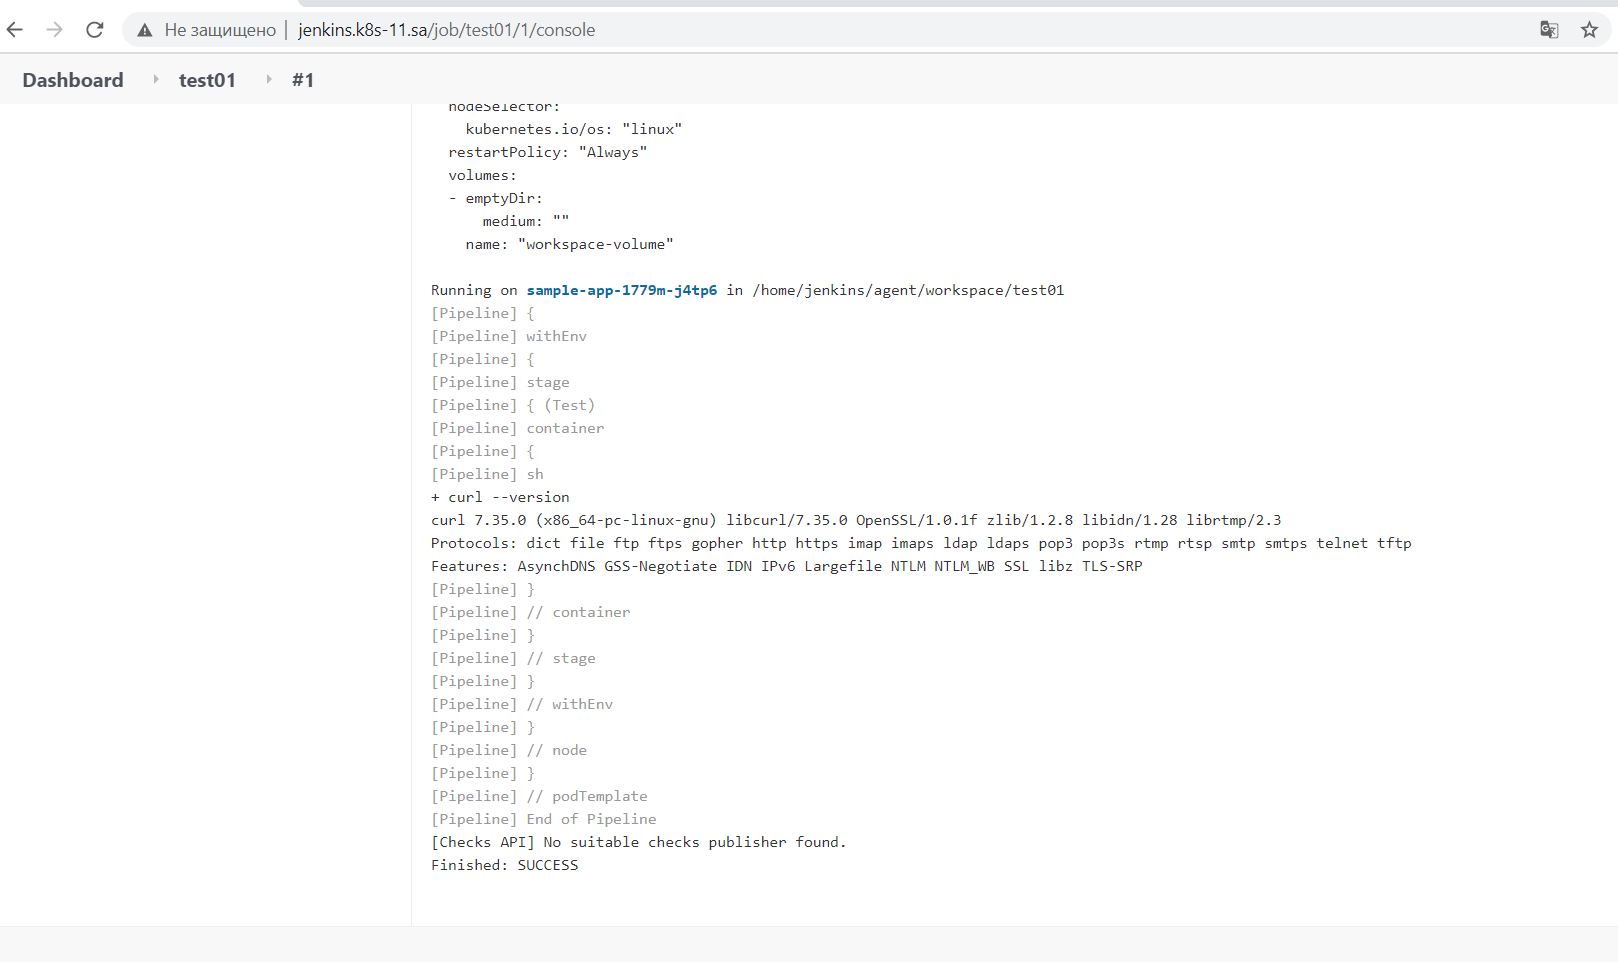 Не защищено | jenkins.k8s-11.sa/job/test01/1/console
Dashboard test01 #1
nodeSelector:
kubernetes.io/os: "linux"
restartPolicy: "Always"
volumes:
- emptyDir:
medium: ""
name: "workspace-volume"
Running on sample-app-1779m-j4tp6 in /home/jenkins/agent/workspace/test01
[Pipeline] {
[Pipeline] withEnv
[Pipeline] {
[Pipeline] stage
[Pipeline] { (Test)
[Pipeline] container
[Pipeline] {
[Pipeline] sh
+ curl --version
curl 7.35.0 (x86_64-pc-linux-gnu) libcurl/7.35.0 OpenSSL/1.0.1f zlib/1.2.8 libidn/1.28 librtmp/2.3
Protocols: dict file ftp ftps gopher http https imap imaps ldap ldaps pop3 pop3s rtmp rtsp smtp smtps telnet tftp
Features: AsynchDNS GSS-Negotiate IDN IPv6 Largefile NTLM NTLM_WB SSL libz TLS-SRP
[Pipeline] }
[Pipeline] // container
[Pipeline] }
[Pipeline] // stage
[Pipeline] }
[Pipeline] // withEnv
[Pipeline] }
[Pipeline] // node
[Pipeline] }
[Pipeline] // podTemplate
[Pipeline] End of Pipeline
[Checks API] No suitable checks publisher found.
Finished: SUCCESS